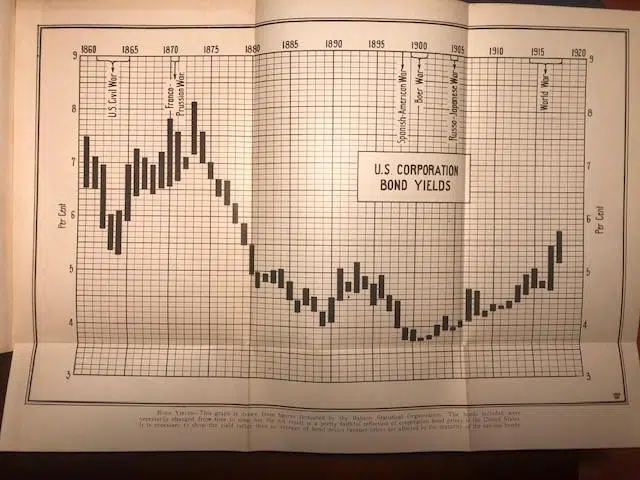 1860 1865 1870 1875 1880 1885 1890 1895 1900 1905 1910 1915 1920
9 9
U.S. Civil War
Franco-
Prussian War
Spanish-American War
Boer War
Russo-Japanese War
World War
8 8
U.S. CORPORATION
BOND YIELDS
7 7
Per Cent
Per Cent
6 6
5 5
4 4
3 3
BOND YIELDS—This graph is drawn from figures furnished by the Babson Statistical Organization. The bonds included were
necessarily changed from time to time but the net result is a pretty faithful reflection of corporation bond prices in the United States
It is necessary to show the yield rather than an average of bond prices because prices are affected by the maturity of the various bonds